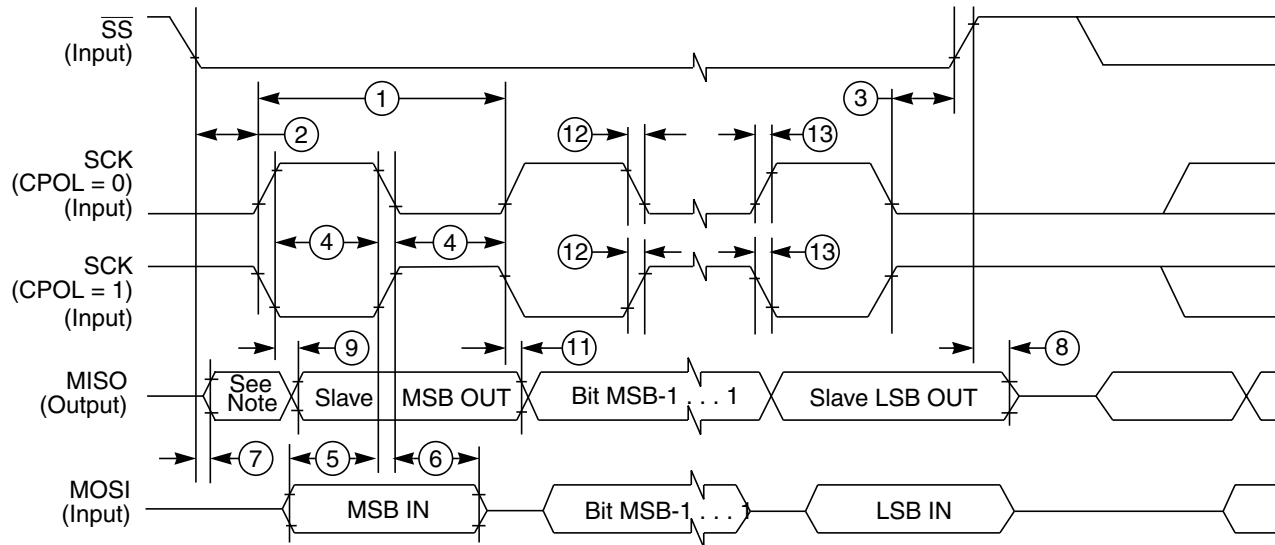 SS
(Input)
1
3
2
12
13
SCK
(CPOL = 0)
(Input)
4
4
12
13
SCK
(CPOL = 1)
(Input)
9
11
8
MISO
(Output)
See
Note
Slave MSB OUT
Bit MSB-1 . . . 1
Slave LSB OUT
7
5
6
MOSI
(Input)
MSB IN
Bit MSB-1 . . . 1
LSB IN